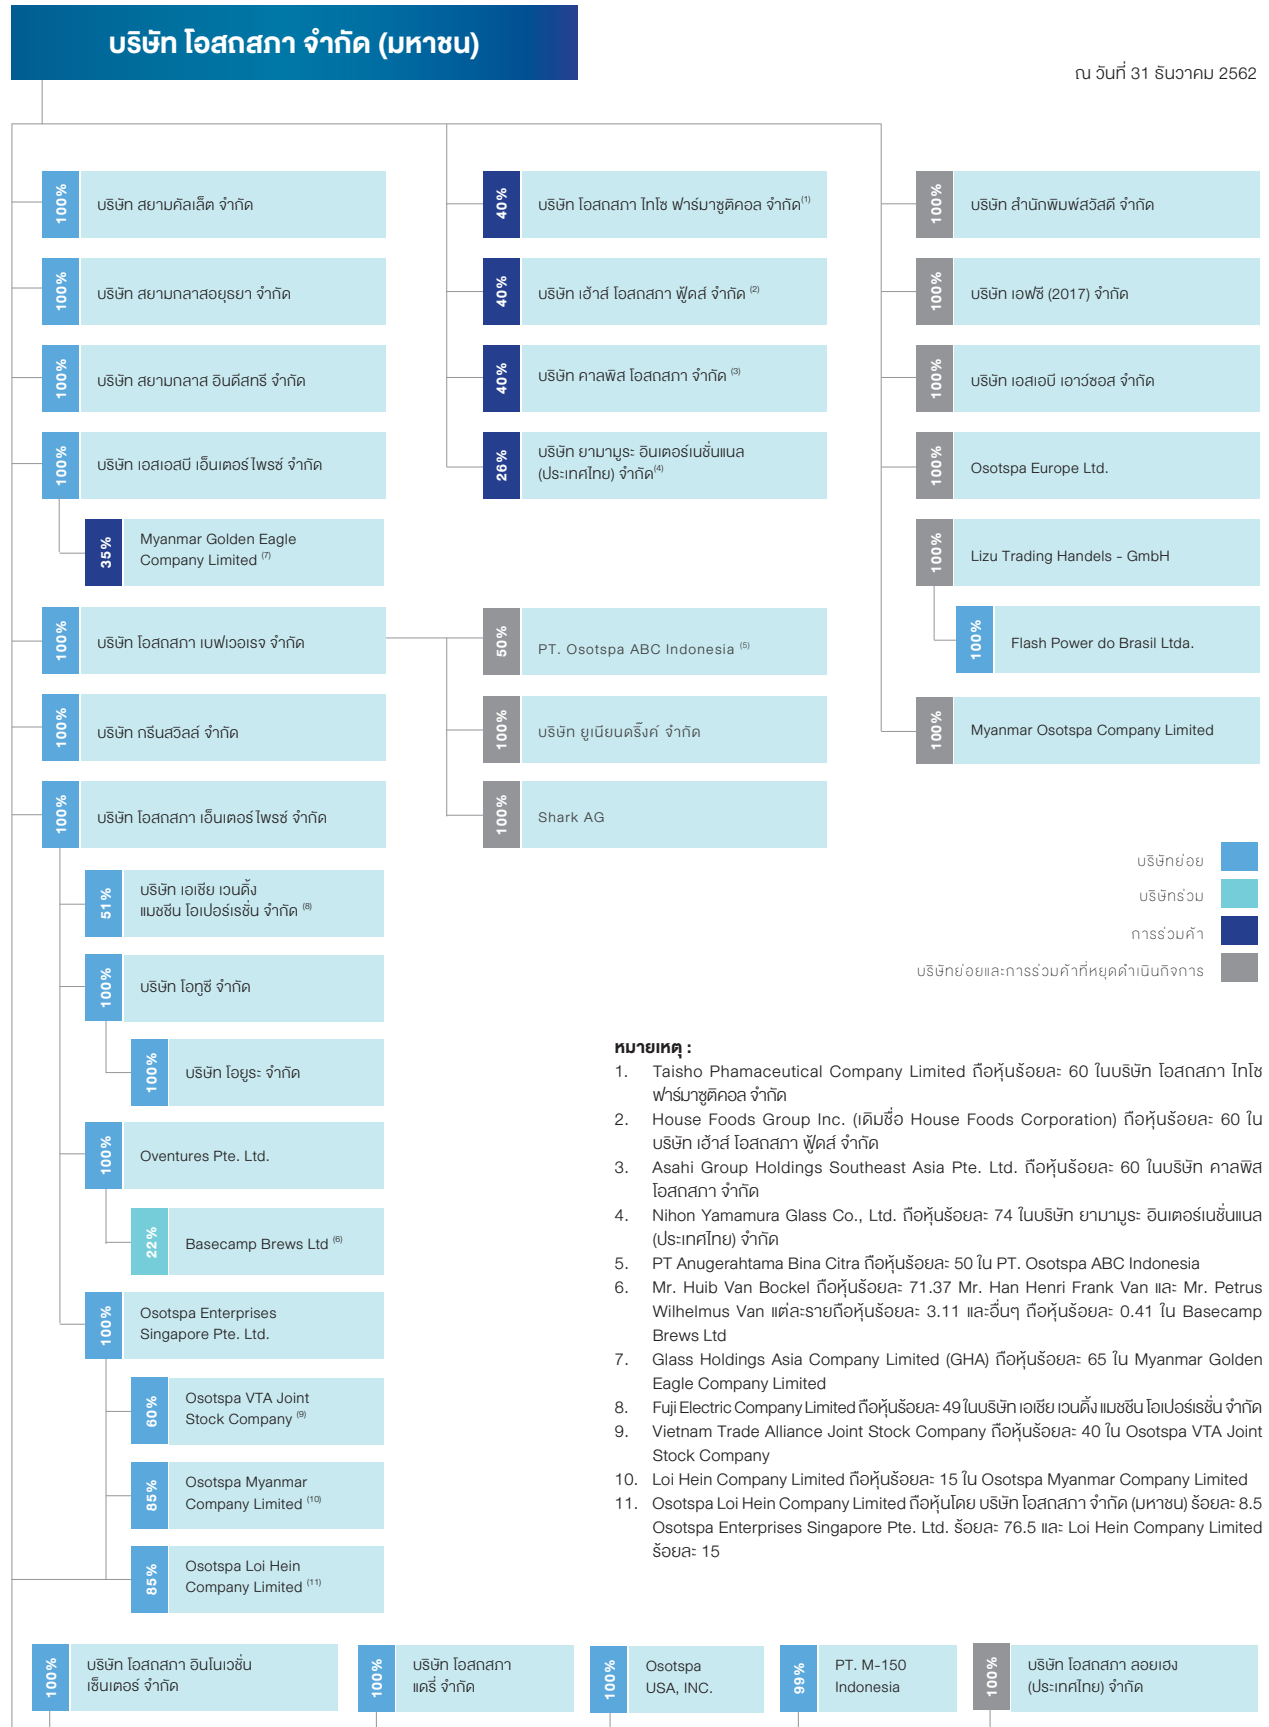 บริษัท โอสถสภา จำกัด (มหาชน)
ณ วันที่ 31 ธันวาคม 2562
100%
บริษัท สยามคัลเล็ต จำกัด
100%
บริษัท สยามกลาสอยุธยา จำกัด
100%
บริษัท สยามกลาส อินดัสทรี จำกัด
100%
บริษัท เอสเอสบี เอ็นเตอร์ไพรซ์ จำกัด
35%
Myanmar Golden Eagle
Company Limited (7)
100%
บริษัท โอสถสภา เบฟเวอเรจ จำกัด
100%
บริษัท กรีนสวิลล์ จำกัด
100%
บริษัท โอสถสภา เอ็นเตอร์ไพรซ์ จำกัด
51%
บริษัท เอเชีย เวนดิ้ง
แมชชีน โอเปอร์เรชั่น จำกัด (8)
100%
บริษัท โอทูซี จำกัด
100%
บริษัท โอยูระ จำกัด
100%
Oventures Pte. Ltd.
22%
Basecamp Brews Ltd (6)
100%
Osotspa Enterprises
Singapore Pte. Ltd.
60%
Osotspa VTA Joint
Stock Company (9)
85%
Osotspa Myanmar
Company Limited (10)
85%
Osotspa Loi Hein
Company Limited (11)
40%
บริษัท โอสถสภา ไทโช ฟาร์มาซูติคอล จำกัด(1)
40%
บริษัท เฮ้าส์ โอสถสภา ฟู้ดส์ จำกัด (2)
40%
บริษัท คาลพิส โอสถสภา จำกัด (3)
26%
บริษัท ยามามูระ อินเตอร์เนชั่นแนล
(ประเทศไทย) จำกัด(4)
50%
PT. Osotspa ABC Indonesia (5)
100%
บริษัท ยูเนียนดริ๊งค์ จำกัด
100%
Shark AG
100%
บริษัท สำนักพิมพ์สวัสดี จำกัด
100%
บริษัท เอฟซี (2017) จำกัด
100%
บริษัท เอสเอบี เอาว์ซอส จำกัด
100%
Osotspa Europe Ltd.
100%
Lizu Trading Handels - GmbH
100%
Flash Power do Brasil Ltda.
100%
Myanmar Osotspa Company Limited
บริษัทย่อย
บริษัทร่วม
การร่วมค้า
บริษัทย่อยและการร่วมค้าที่หยุดดำเนินกิจการ
หมายเหตุ :
1. Taisho Phamaceutical Company Limited ถือหุ้นร้อยละ 60 ในบริษัท โอสถสภา ไทโช
ฟาร์มาซูติคอล จำกัด
2. House Foods Group Inc. (เดิมชื่อ House Foods Corporation) ถือหุ้นร้อยละ 60 ใน
บริษัท เฮ้าส์ โอสถสภา ฟู้ดส์ จำกัด
3. Asahi Group Holdings Southeast Asia Pte. Ltd. ถือหุ้นร้อยละ 60 ในบริษัท คาลพิส
โอสถสภา จำกัด
4. Nihon Yamamura Glass Co., Ltd. ถือหุ้นร้อยละ 74 ในบริษัท ยามามูระ อินเตอร์เนชั่นแนล
(ประเทศไทย) จำกัด
5. PT Anugerahtama Bina Citra ถือหุ้นร้อยละ 50 ใน PT. Osotspa ABC Indonesia
6. Mr. Huib Van Bockel ถือหุ้นร้อยละ 71.37 Mr. Han Henri Frank Van และ Mr. Petrus
Wilhelmus Van แต่ละรายถือหุ้นร้อยละ 3.11 และอื่นๆ ถือหุ้นร้อยละ 0.41 ใน Basecamp
Brews Ltd
7. Glass Holdings Asia Company Limited (GHA) ถือหุ้นร้อยละ 65 ใน Myanmar Golden
Eagle Company Limited
8. Fuji Electric Company Limited ถือหุ้นร้อยละ 49 ในบริษัท เอเชีย เวนดิ้ง แมชชีน โอเปอร์เรชั่น จำกัด
9. Vietnam Trade Alliance Joint Stock Company ถือหุ้นร้อยละ 40 ใน Osotspa VTA Joint
Stock Company
10. Loi Hein Company Limited ถือหุ้นร้อยละ 15 ใน Osotspa Myanmar Company Limited
11. Osotspa Loi Hein Company Limited ถือหุ้นโดย บริษัท โอสถสภา จำกัด (มหาชน) ร้อยละ 8.5
Osotspa Enterprises Singapore Pte. Ltd. ร้อยละ 76.5 และ Loi Hein Company Limited
ร้อยละ 15
100%
บริษัท โอสถสภา อินโนเวชั่น
เซ็นเตอร์ จำกัด
100%
บริษัท โอสถสภา
แดรี่ จำกัด
100%
Osotspa
USA, INC.
99%
PT. M-150
Indonesia
100%
บริษัท โอสถสภา ลอยเฮง
(ประเทศไทย) จำกัด